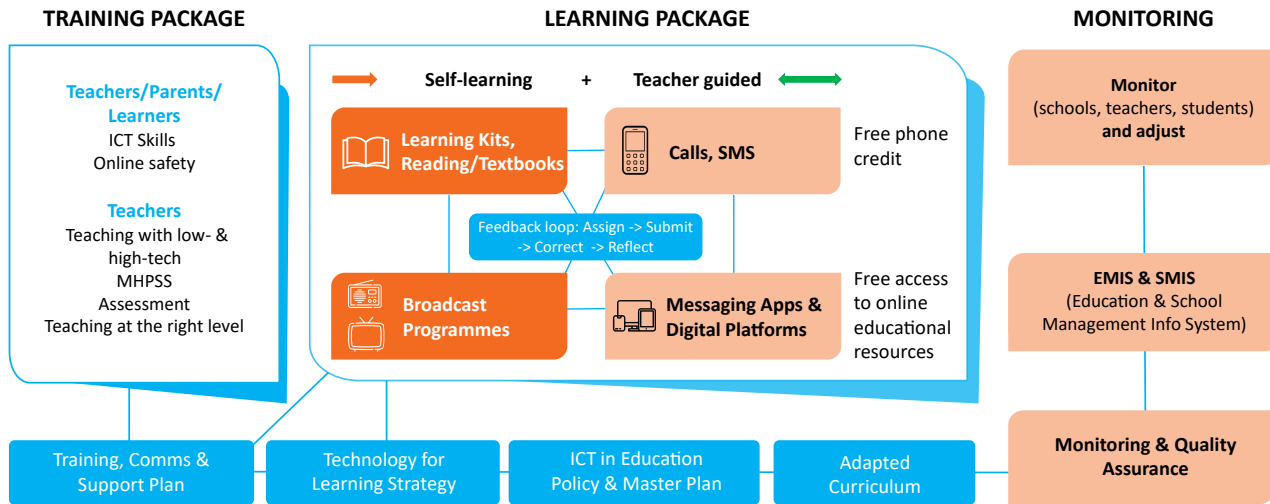 TRAINING PACKAGE
Teachers/Parents/
Learners
ICT Skills
Online safety
Teachers
Teaching with low- &
high-tech
MHPSS
Assessment
Teaching at the right level
LEARNING PACKAGE
Self-learning + Teacher guided
Learning Kits,
Reading/Textbooks
Calls, SMS
Free phone
credit
Feedback loop: Assign -> Submit
-> Correct -> Reflect
Broadcast
Programmes
Messaging Apps &
Digital Platforms
Free access
to online
educational
resources
MONITORING
Monitor
(schools, teachers, students)
and adjust
EMIS & SMIS
(Education & School
Management Info System)
Monitoring & Quality
Assurance
Training, Comms &
Support Plan
Technology for
Learning Strategy
ICT in Education
Policy & Master Plan
Adapted
Curriculum